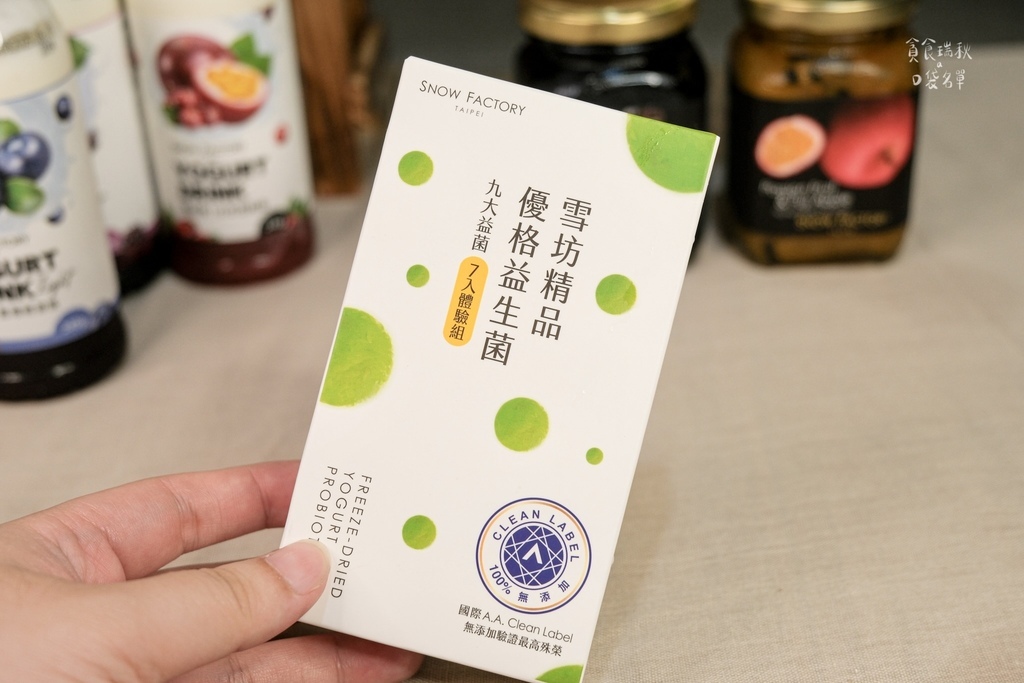 貪食瑞秋
口袋名單
SNOW FACTORY
TAIPEI
雪坊精品
優格益生菌
九大益菌
7入體驗組
FREEZE-DRIED
YOGURT
CLEAN LABEL
100% 無添加
國際 A.A. Clean Label
無添加驗證最高殊榮
YOGURT
DRINK